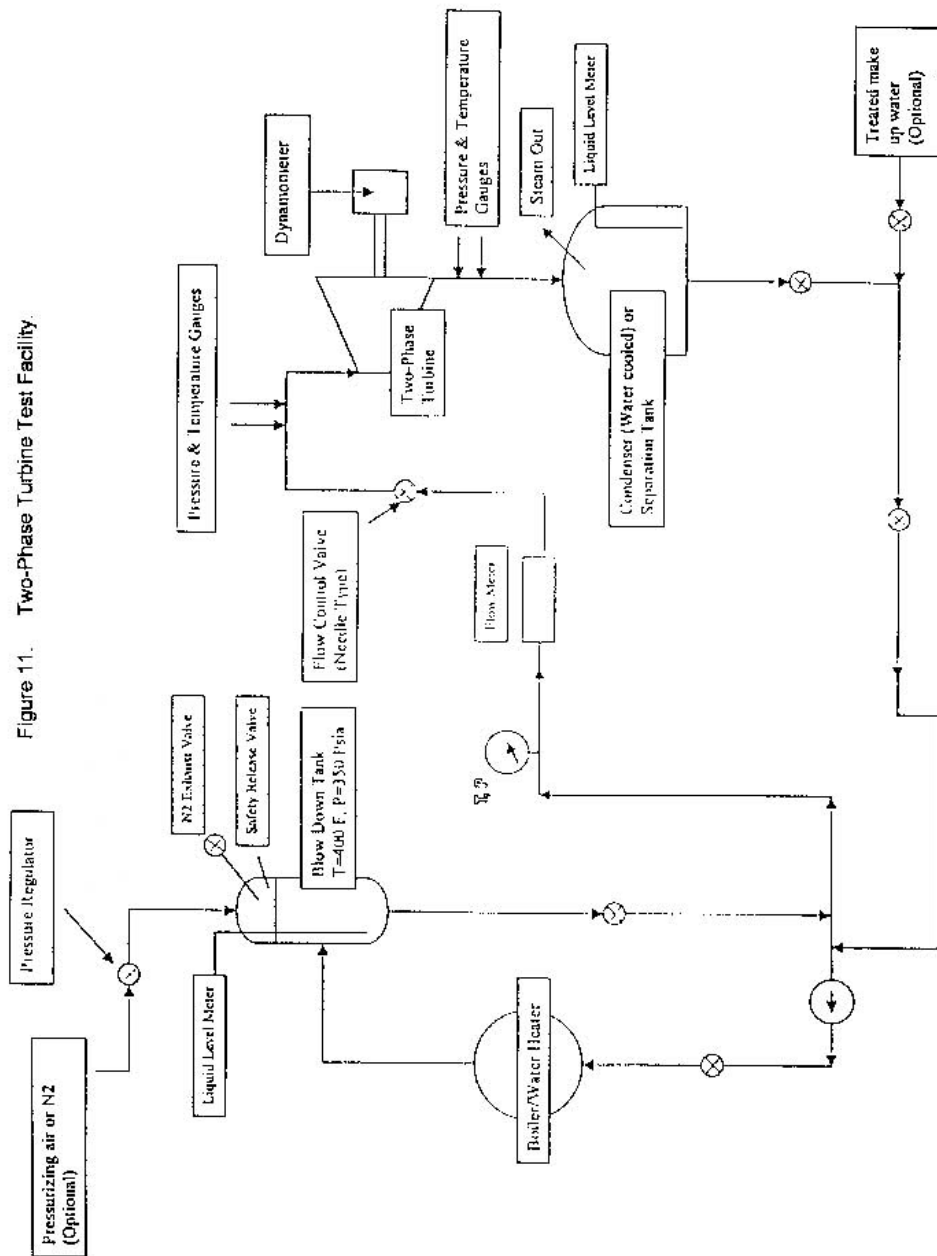 Figure 11. Two-Phase Turbine Test Facility.
Pressurizing air or N2
(Optional)
Pressure Regulator
N2 Exhaust Valve
Safety Release Valve
Liquid Level Meter
Blow Down Tank
T=400 F, P=350 Psia
Boiler/Water Heater
Flow Meter
Flow Control Valve
(Needle Type)
Pressure & Temperature Gauges
Two-Phase
Turbine
Dynamometer
Pressure & Temperature
Gauges
Steam Out
Liquid Level Meter
Condenser (Water cooled) or
Separation Tank
Treated make
up water
(Optional)